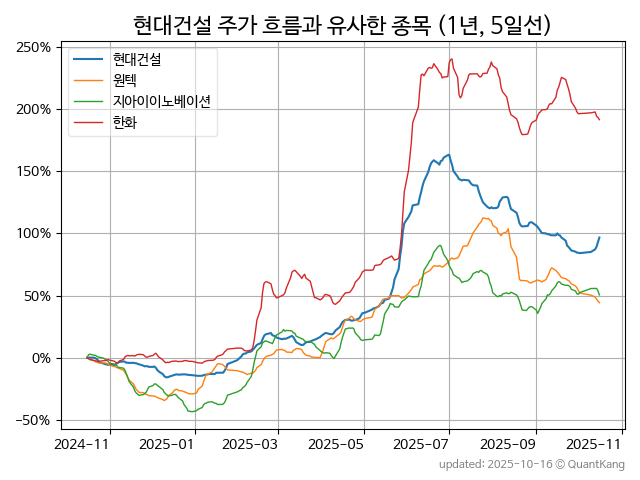 현대건설 주가 흐름과 유사한 종목 (1년, 5일선)
250%
200%
150%
100%
50%
0%
−50%
현대건설
원텍
지아이이노베이션
한화
2024-11
2025-01
2025-03
2025-05
2025-07
2025-09
2025-11
updated: 2025-10-16 © QuantKang